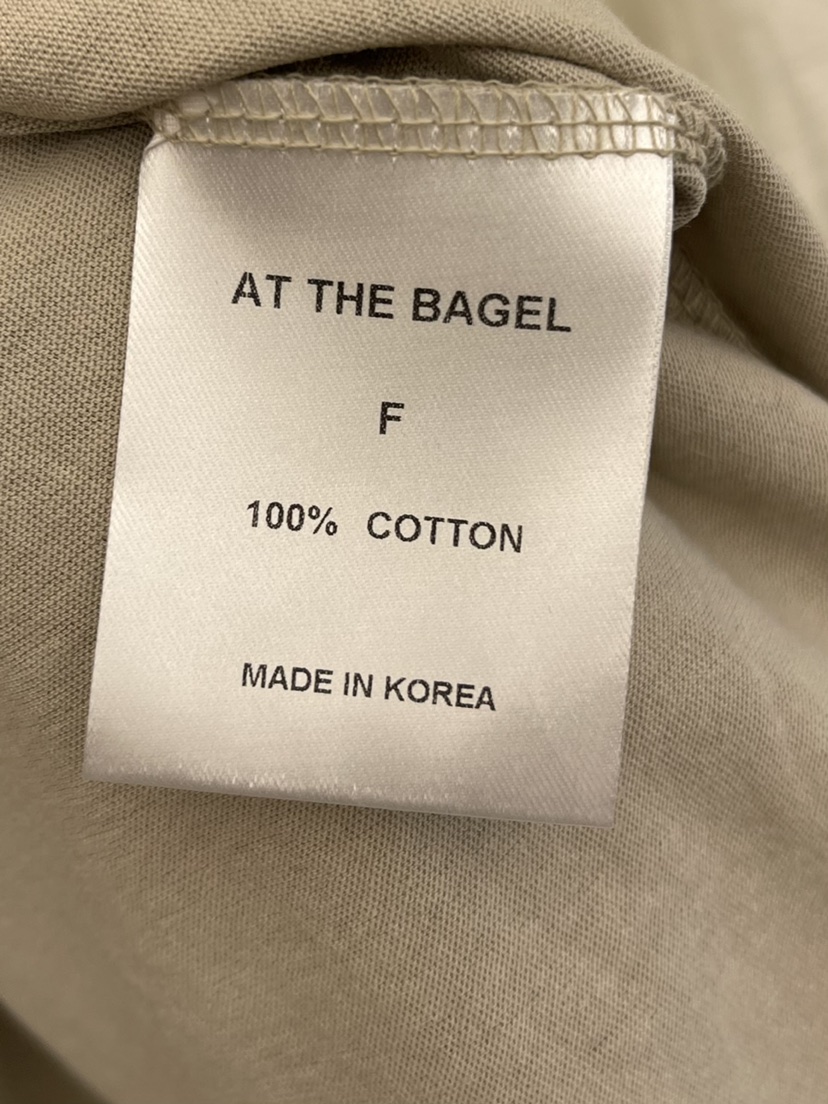 AT THE BAGEL
F
100% COTTON
MADE IN KOREA